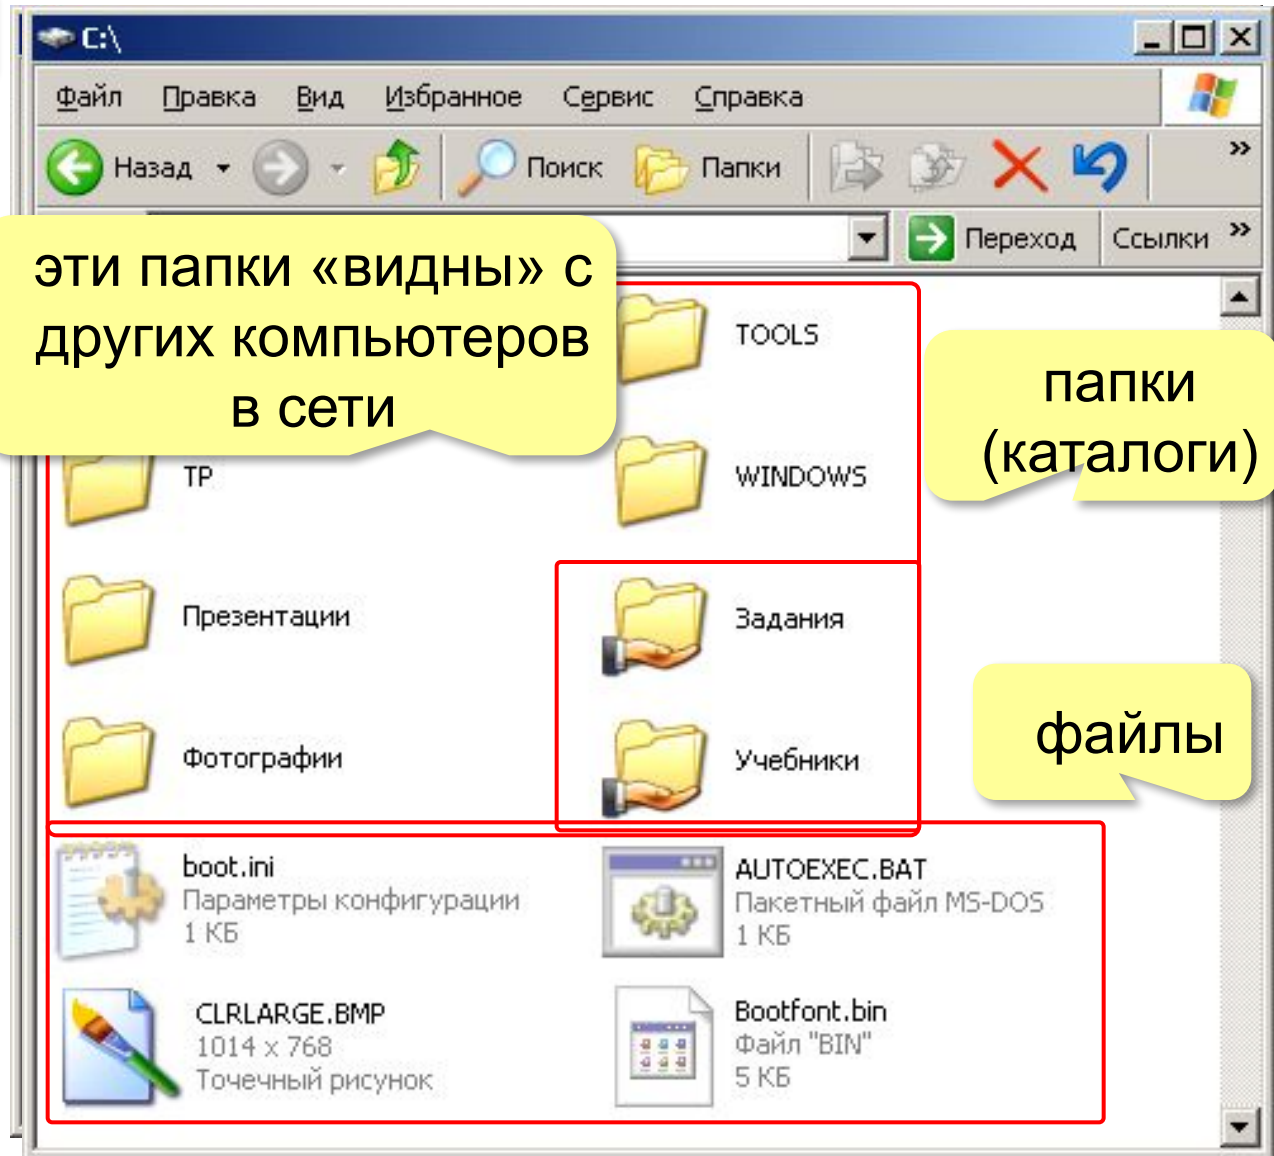 C:\
Файл Правка Вид Избранное Сервис Справка
Назад Поиск Папки »
Переход Ссылки »
эти папки «видны» с
других компьютеров
в сети
TOOLS
папки
(каталоги)
TP
WINDOWS
Презентации
Задания
файлы
Фотографии
Учебники
boot.ini
Параметры конфигурации
1 КБ
AUTOEXEC.BAT
Пакетный файл MS-DOS
1 КБ
CLRLARGE.BMP
1014 x 768
Точечный рисунок
Bootfont.bin
Файл "BIN"
5 КБ